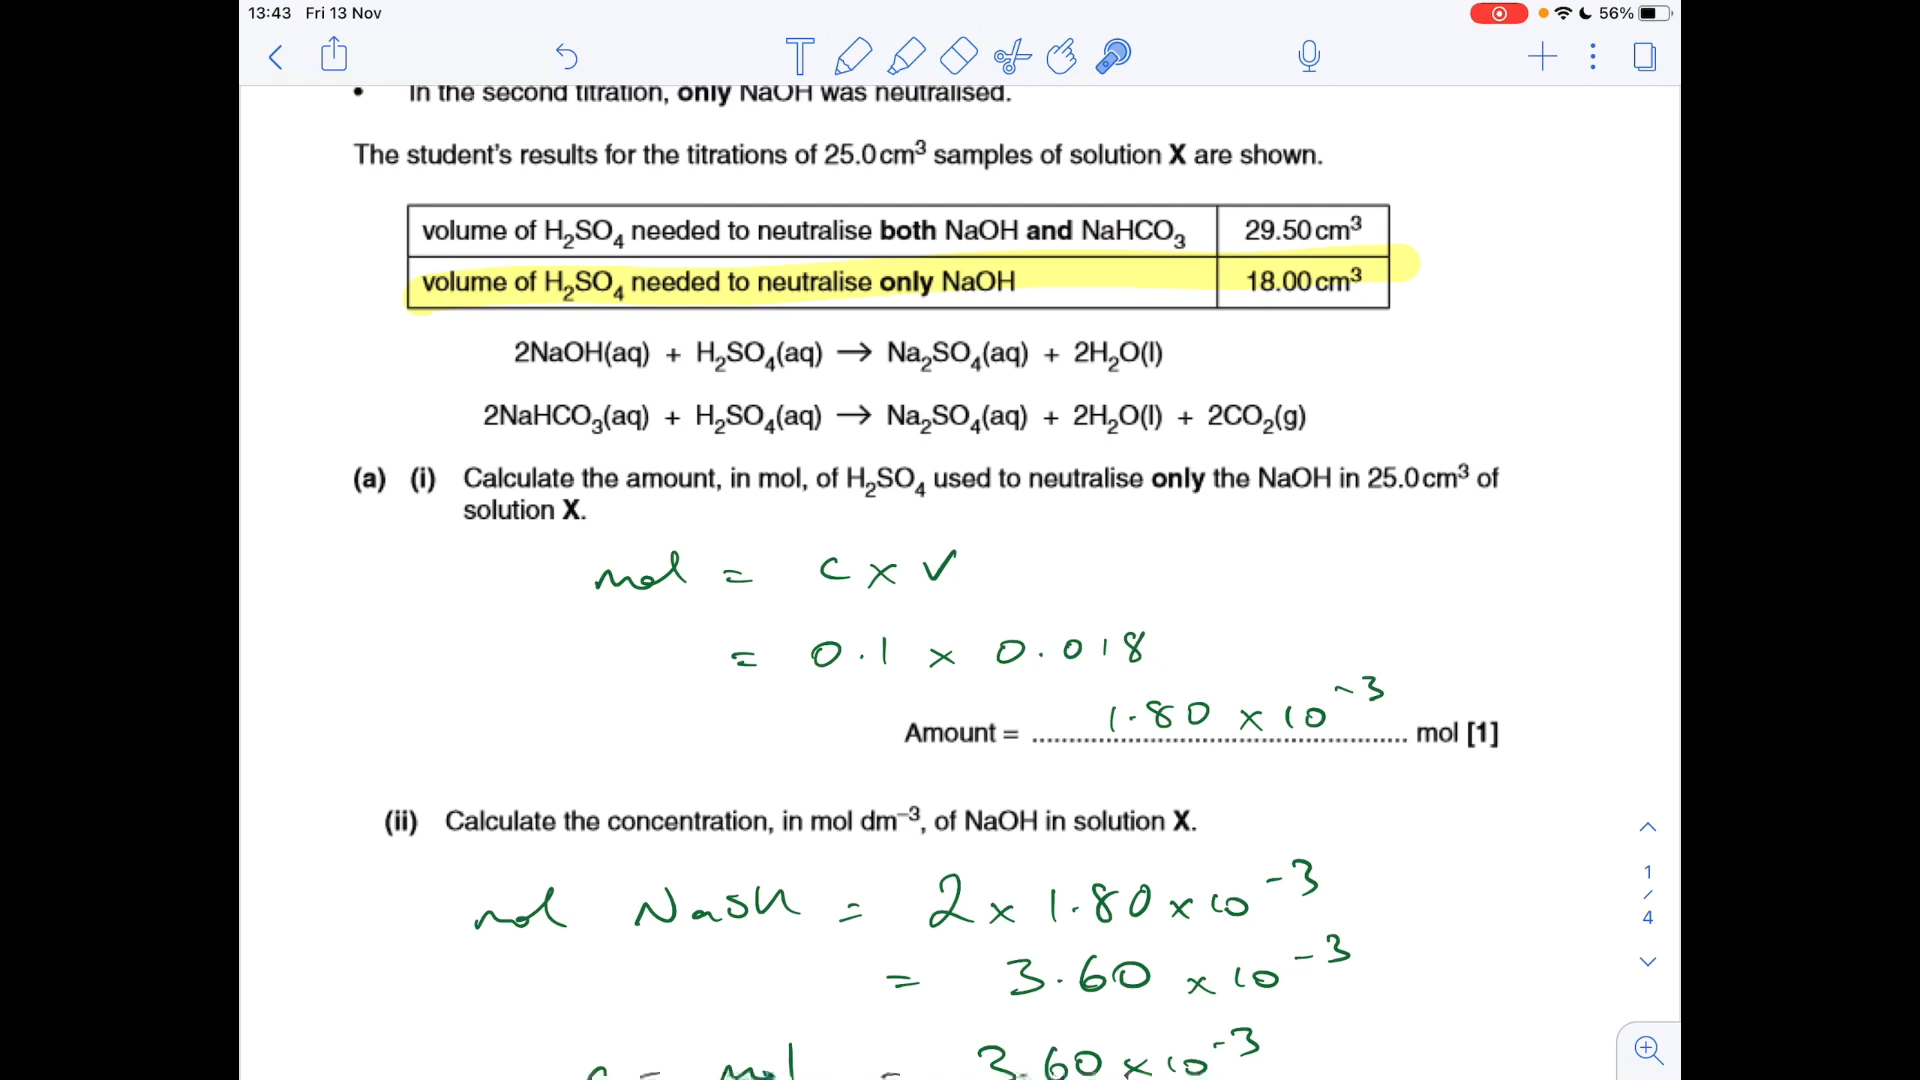 13:43 Fri 13 Nov
56%
• In the second titration, only NaOH was neutralised.
The student's results for the titrations of 25.0 cm³ samples of solution X are shown.
volume of H₂SO₄ needed to neutralise both NaOH and NaHCO₃ 29.50 cm³
volume of H₂SO₄ needed to neutralise only NaOH 18.00 cm³
2NaOH(aq) + H₂SO₄(aq) → Na₂SO₄(aq) + 2H₂O(l)
2NaHCO₃(aq) + H₂SO₄(aq) → Na₂SO₄(aq) + 2H₂O(l) + 2CO₂(g)
(a) (i) Calculate the amount, in mol, of H₂SO₄ used to neutralise only the NaOH in 25.0 cm³ of
solution X.
mol = c × v
= 0.1 × 0.018
1.80 × 10⁻³
Amount = ........................................ mol [1]
(ii) Calculate the concentration, in mol dm⁻³, of NaOH in solution X.
mol NaOH = 2 × 1.80 × 10⁻³
= 3.60 × 10⁻³
c = mol = 3.60 × 10⁻³
1
/
4